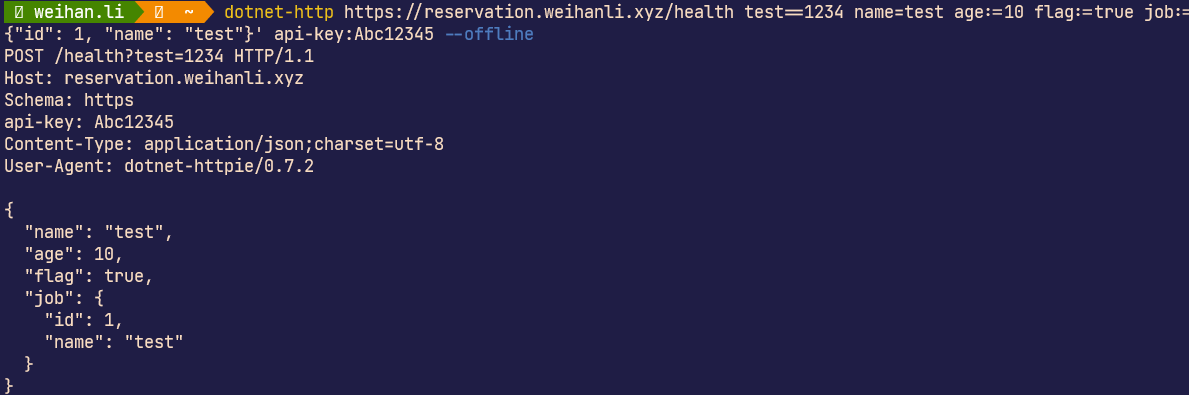 weihan.li ~ dotnet-http https://reservation.weihanli.xyz/health test==1234 name=test age:=10 flag:=true job:=
{"id": 1, "name": "test"}' api-key:Abc12345 --offline
POST /health?test=1234 HTTP/1.1
Host: reservation.weihanli.xyz
Schema: https
api-key: Abc12345
Content-Type: application/json;charset=utf-8
User-Agent: dotnet-httpie/0.7.2

{
  "name": "test",
  "age": 10,
  "flag": true,
  "job": {
    "id": 1,
    "name": "test"
  }
}